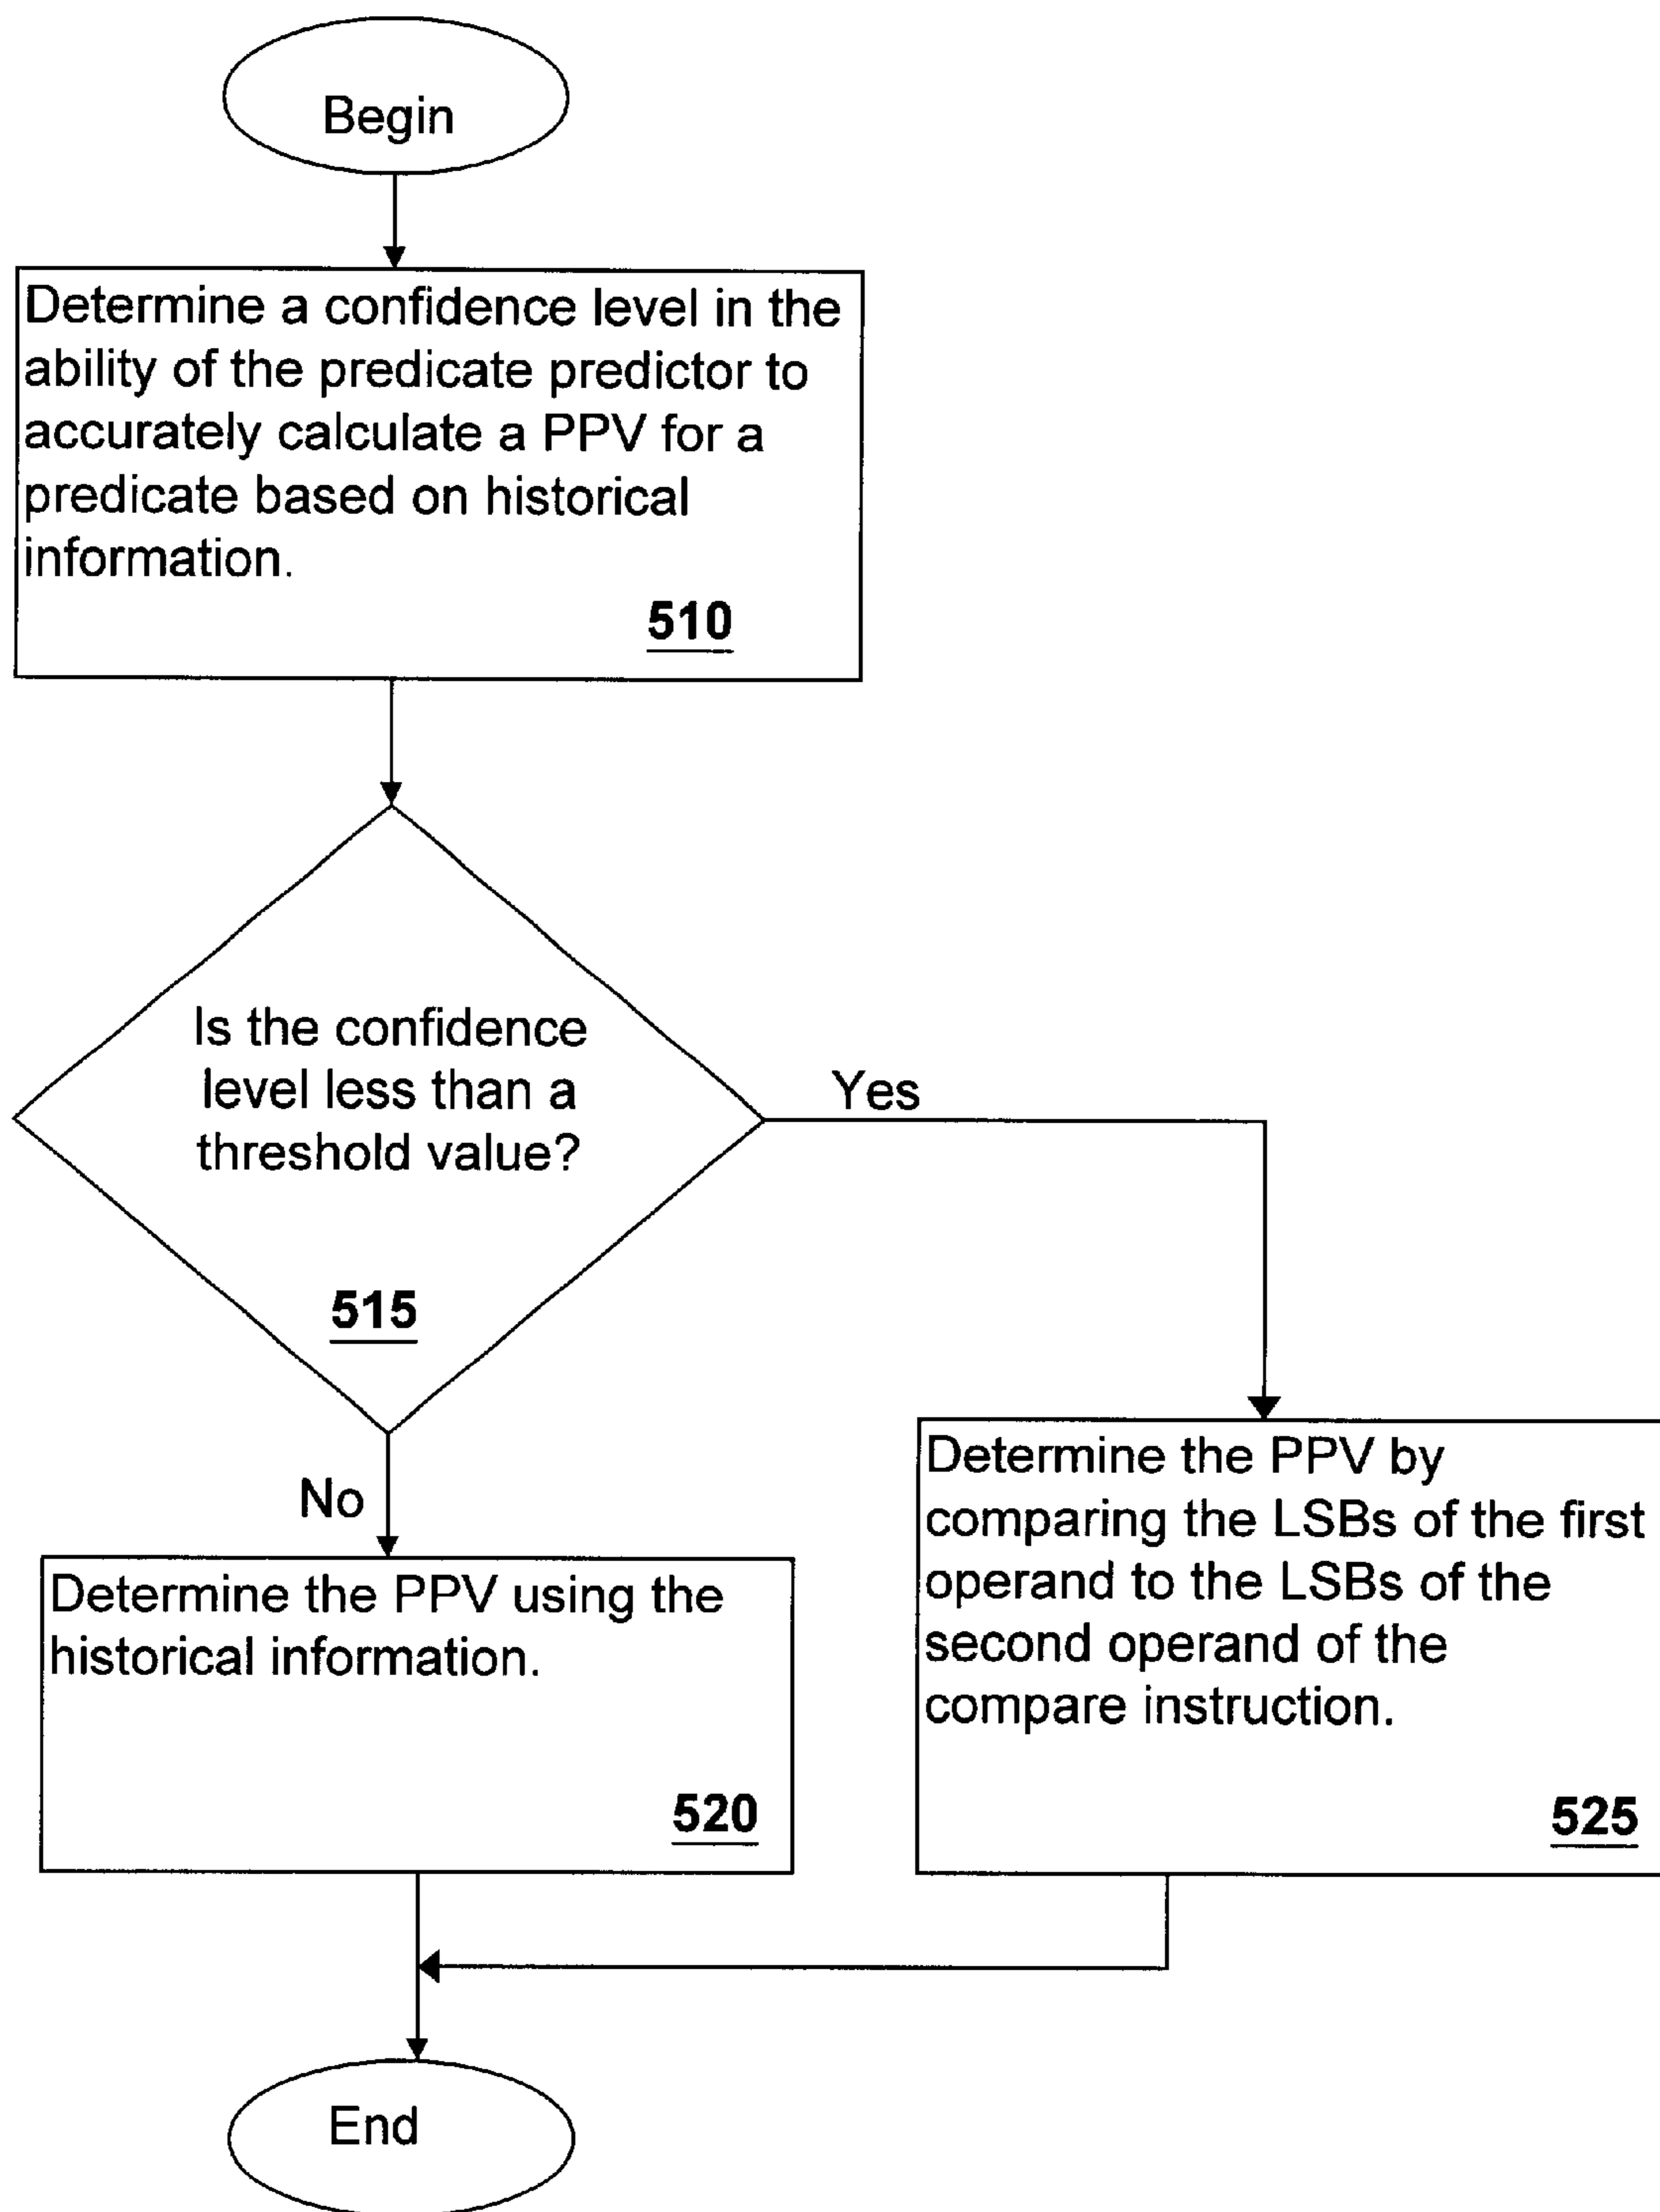 Begin
Determine a confidence level in the
ability of the predicate predictor to
accurately calculate a PPV for a
predicate based on historical
information.
510
Is the confidence
level less than a
threshold value?
515
Yes
No
Determine the PPV using the
historical information.
520
Determine the PPV by
comparing the LSBs of the first
operand to the LSBs of the
second operand of the
compare instruction.
525
End